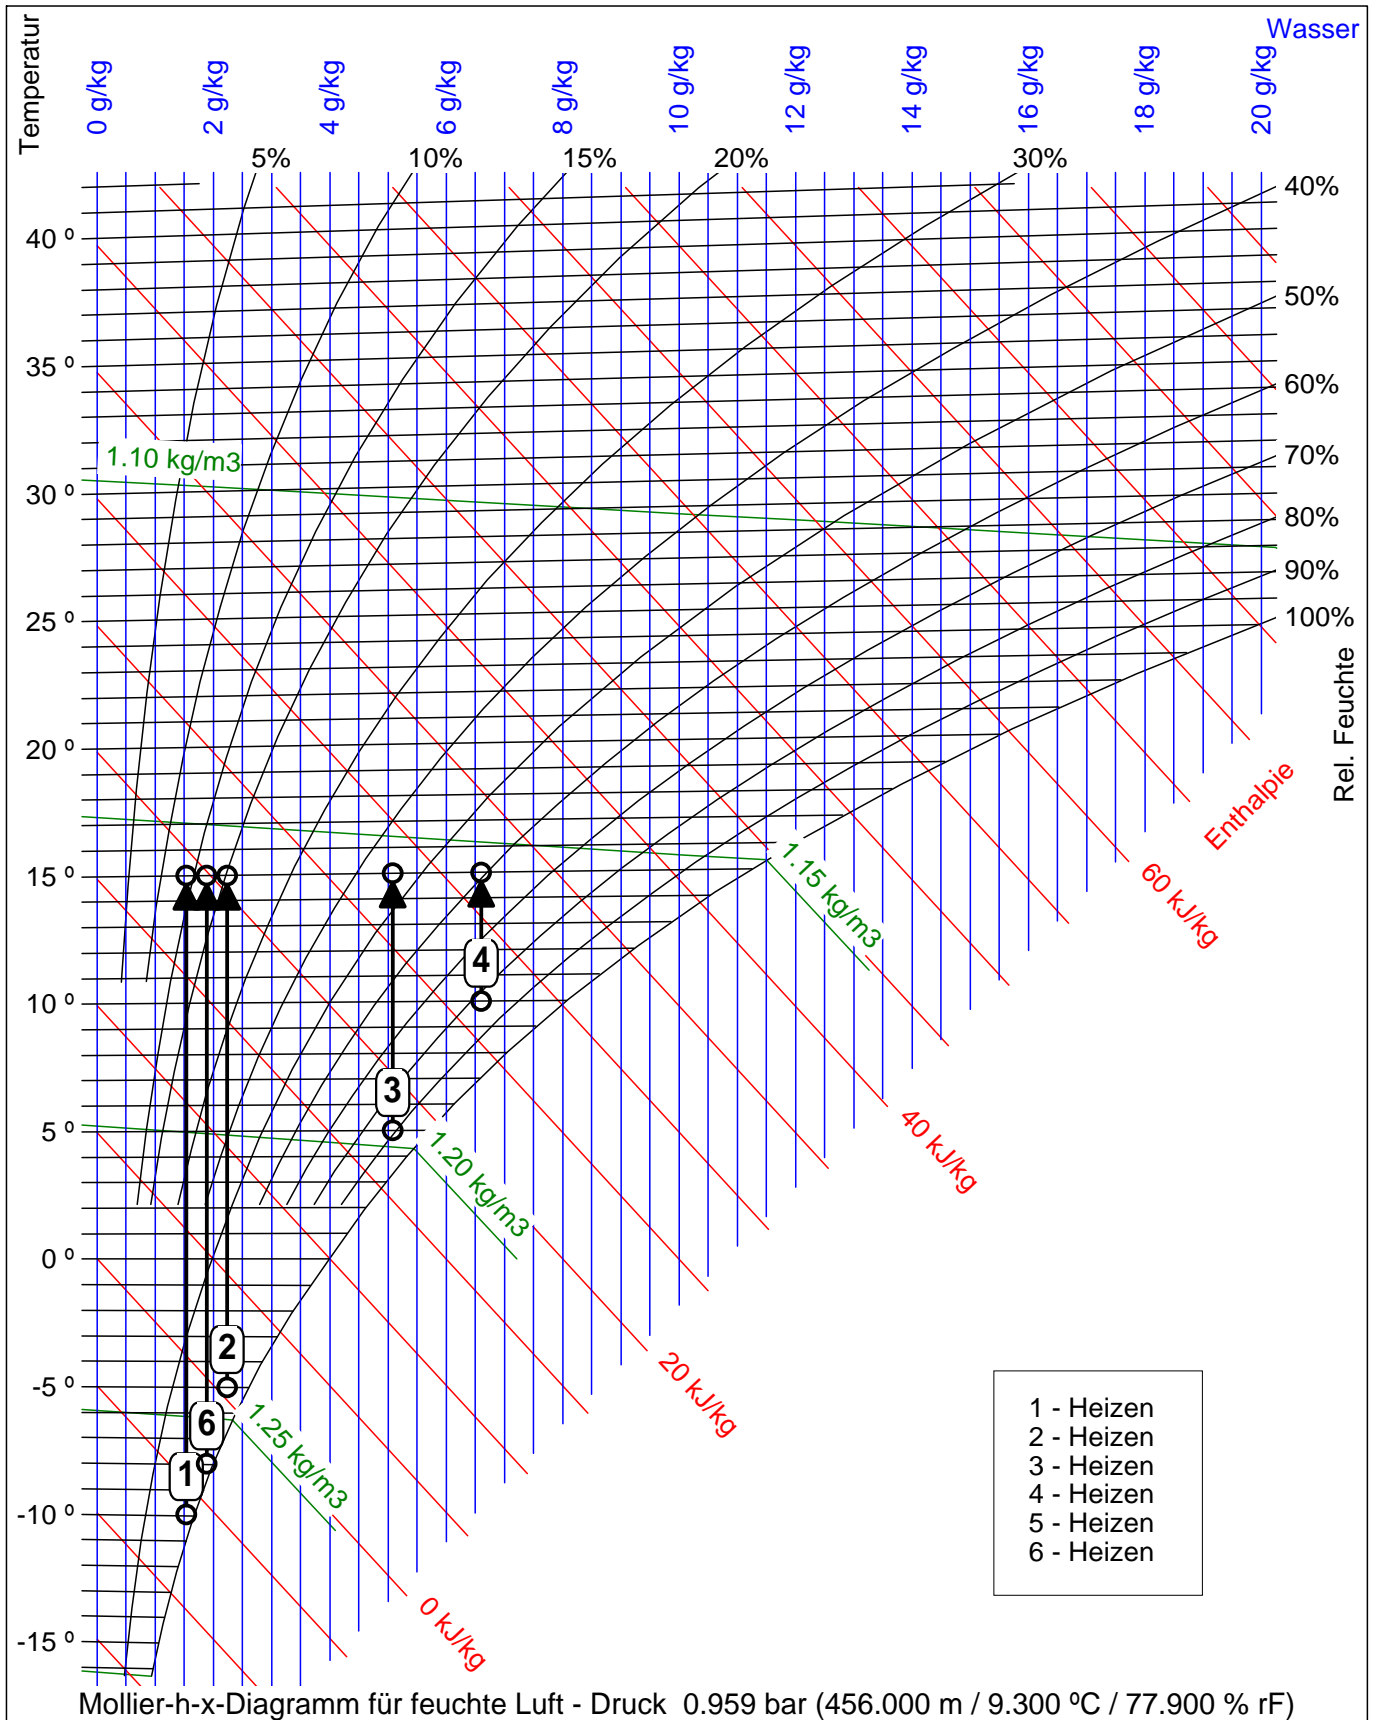 Wasser
Temperatur
0 g/kg
2 g/kg
4 g/kg
6 g/kg
8 g/kg
10 g/kg
12 g/kg
14 g/kg
16 g/kg
18 g/kg
20 g/kg
5%
10%
15%
20%
30%
40%
50%
60%
70%
80%
90%
100%
Rel. Feuchte
40 º
35 º
30 º
25 º
20 º
15 º
10 º
5 º
0 º
-5 º
-10 º
-15 º
1.10 kg/m3
1.15 kg/m3
1.20 kg/m3
1.25 kg/m3
Enthalpie
60 kJ/kg
40 kJ/kg
20 kJ/kg
0 kJ/kg
4
3
2
6
1
1 - Heizen
2 - Heizen
3 - Heizen
4 - Heizen
5 - Heizen
6 - Heizen
Mollier-h-x-Diagramm für feuchte Luft - Druck 0.959 bar (456.000 m / 9.300 ºC / 77.900 % rF)